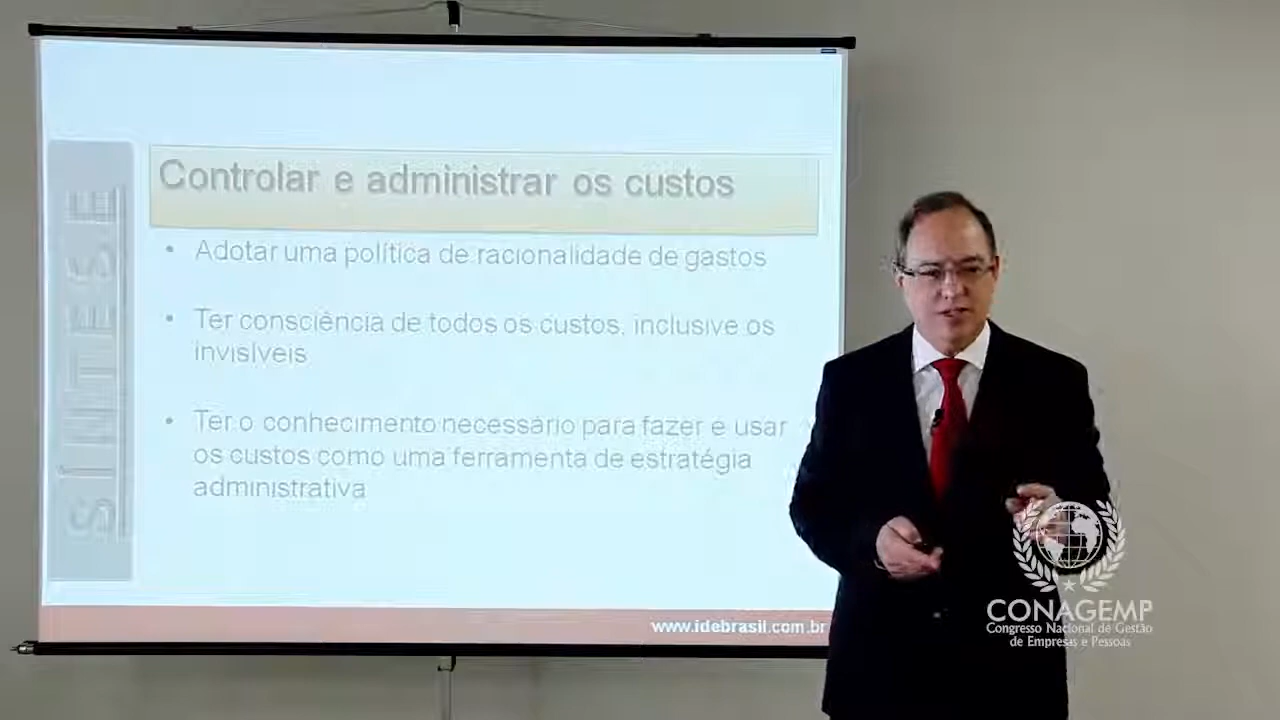 SÍNTESE
Controlar e administrar os custos
• Adotar uma política de racionalidade de gastos
• Ter consciência de todos os custos, inclusive os
invisíveis
• Ter o conhecimento necessário para fazer e usar
os custos como uma ferramenta de estratégia
administrativa
www.idebrasil.com.br
CONAGEMP
Congresso Nacional de Gestão
de Empresas e Pessoas